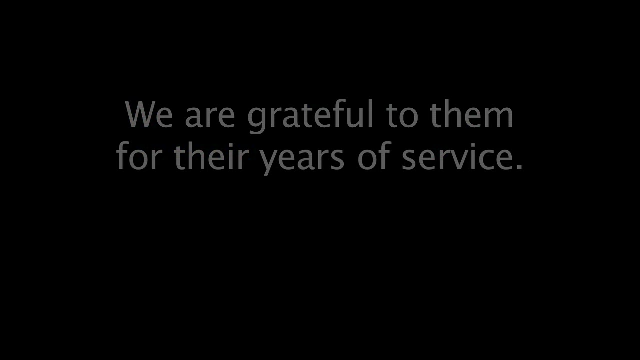 We are grateful to them
for their years of service.